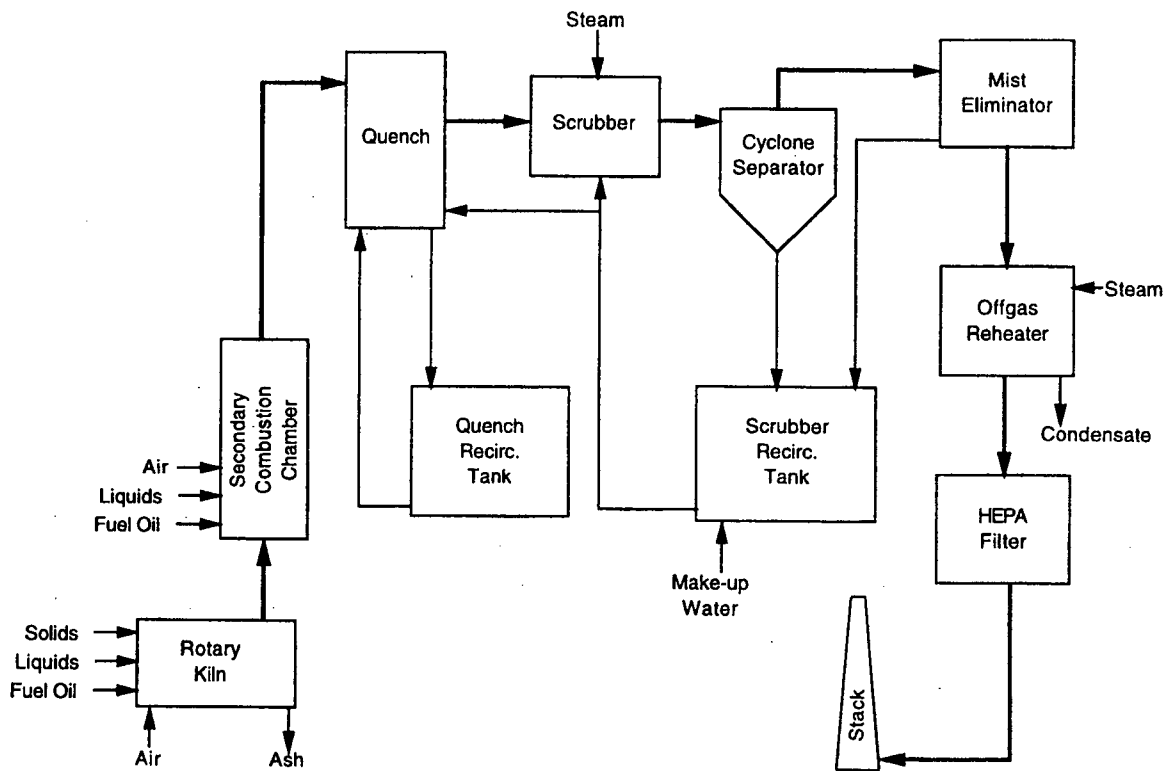 Steam
Quench
Scrubber
Cyclone
Separator
Mist
Eliminator
Offgas
Reheater
Steam
Condensate
Secondary
Combustion
Chamber
Air
Liquids
Fuel Oil
Quench
Recirc.
Tank
Scrubber
Recirc.
Tank
Make-up
Water
HEPA
Filter
Solids
Liquids
Fuel Oil
Rotary
Kiln
Air
Ash
Stack